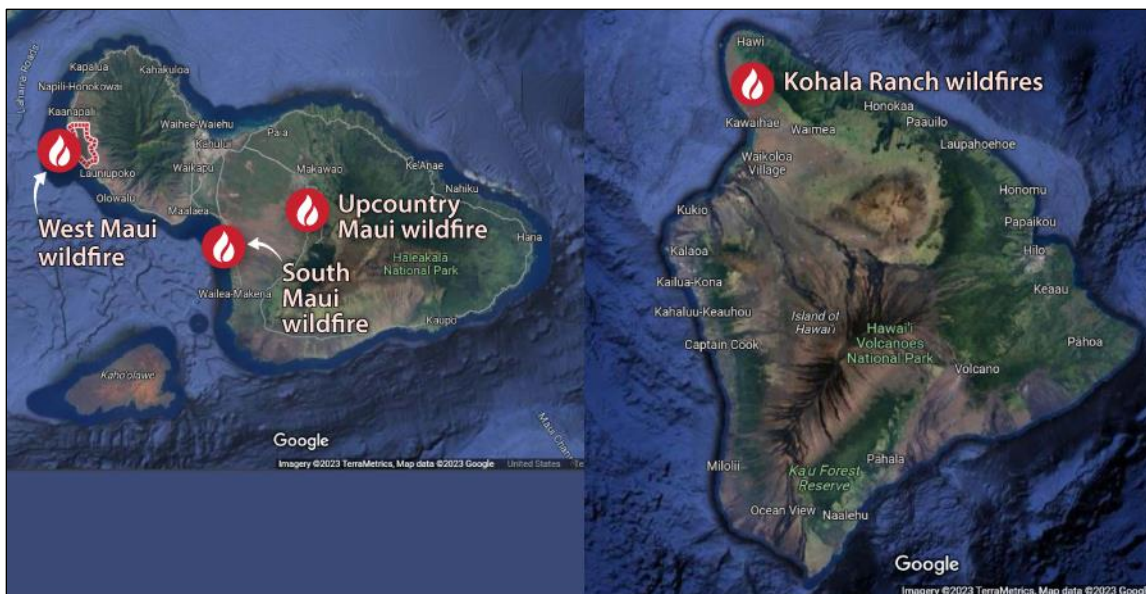 Lahaina Roads
Kapalua
Kahakuloa
Napili-Honokowai
Kaanapali
Waihee-Waiehu
Kahului
Paia
Launiupoko
Waikapu
Makawao
Ke'Anae
Nahiku
Olowalu
Maalaea
West Maui
wildfire
Upcountry
Maui wildfire
Hana
Haleakala
National Park
South
Maui
wildfire
Wailea-Makena
Kaupo
Kaho'olawe
Google
Imagery ©2023 TerraMetrics, Map data ©2023 Google
United States
Hawi
Kohala Ranch wildfires
Honokaa
Kawaihae
Waimea
Paauilo
Laupahoehoe
Waikoloa
Village
Honomu
Kukio
Papaikou
Kalaoa
Hilo
Kailua-Kona
Keaau
Kahaluu-Keauhou
Island of
Hawai'i
Hawai'i
Volcanoes
National Park
Captain Cook
Pahoa
Volcano
Milolii
Pahala
Ka'u Forest
Reserve
Ocean View
Naalehu
Google
Imagery ©2023 TerraMetrics, Map data ©2023 Google